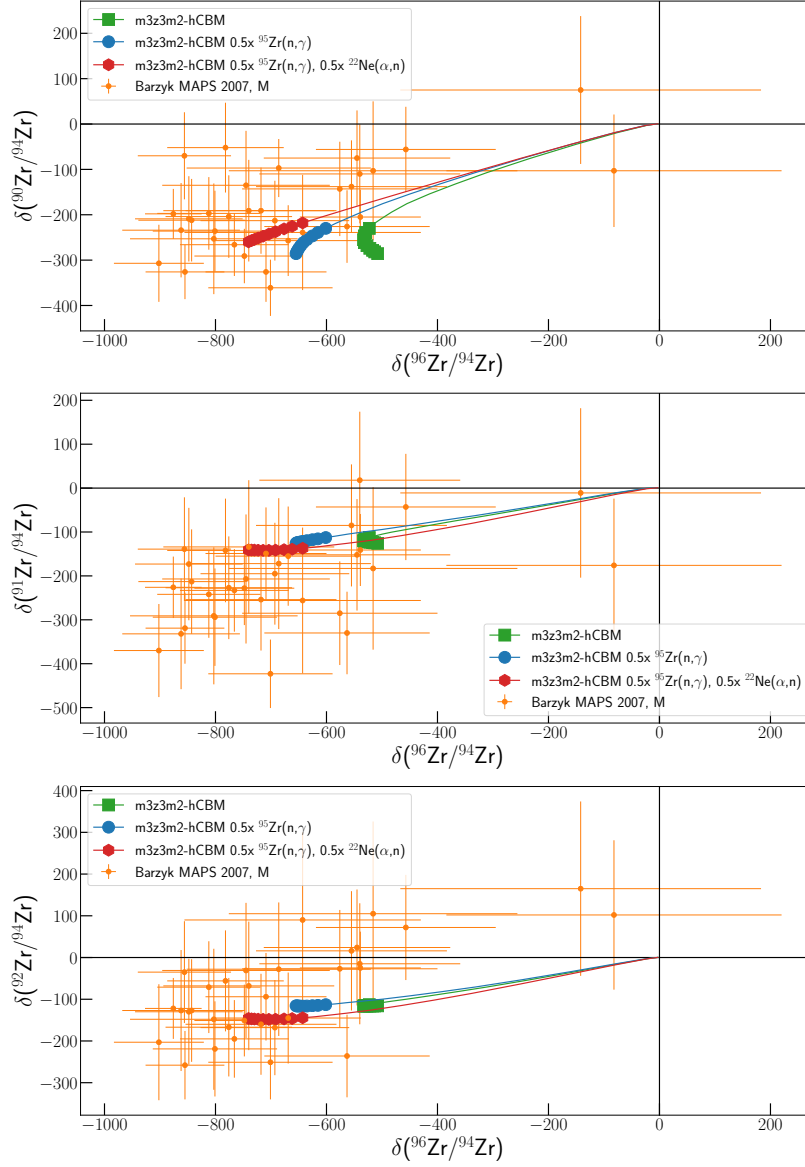 m3z3m2-hCBM
m3z3m2-hCBM 0.5x ⁹⁵Zr(n,γ)
m3z3m2-hCBM 0.5x ⁹⁵Zr(n,γ), 0.5x ²²Ne(α,n)
Barzyk MAPS 2007, M
200
100
0
−100
−200
−300
−400
δ(⁹⁰Zr/⁹⁴Zr)
−1000 −800 −600 −400 −200 0 200
δ(⁹⁶Zr/⁹⁴Zr)
200
100
0
−100
−200
−300
−400
−500
δ(⁹¹Zr/⁹⁴Zr)
m3z3m2-hCBM
m3z3m2-hCBM 0.5x ⁹⁵Zr(n,γ)
m3z3m2-hCBM 0.5x ⁹⁵Zr(n,γ), 0.5x ²²Ne(α,n)
Barzyk MAPS 2007, M
−1000 −800 −600 −400 −200 0 200
δ(⁹⁶Zr/⁹⁴Zr)
m3z3m2-hCBM
m3z3m2-hCBM 0.5x ⁹⁵Zr(n,γ)
m3z3m2-hCBM 0.5x ⁹⁵Zr(n,γ), 0.5x ²²Ne(α,n)
Barzyk MAPS 2007, M
400
300
200
100
0
−100
−200
−300
δ(⁹²Zr/⁹⁴Zr)
−1000 −800 −600 −400 −200 0 200
δ(⁹⁶Zr/⁹⁴Zr)